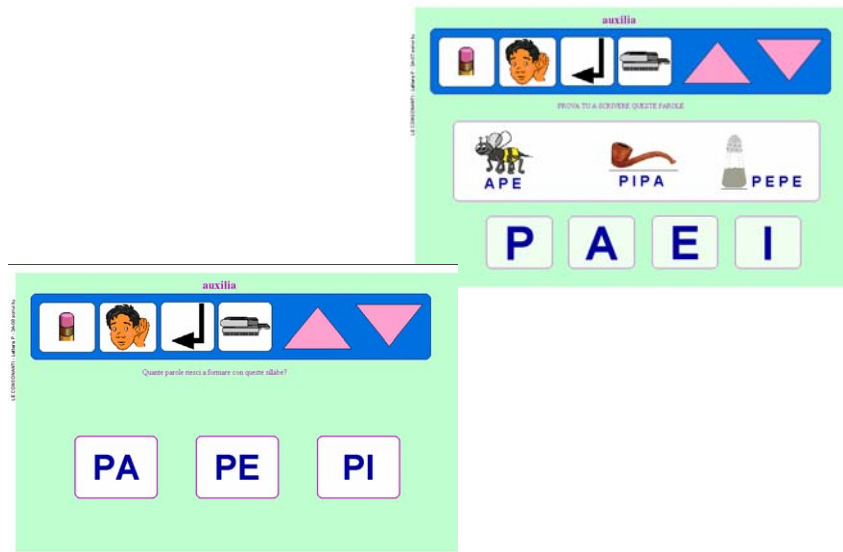 auxilia
PROVA TU A SCRIVERE QUESTE PAROLE
APE PIPA PEPE
P A E I
auxilia
Quante parole riesci a formare con queste sillabe?
PA PE PI